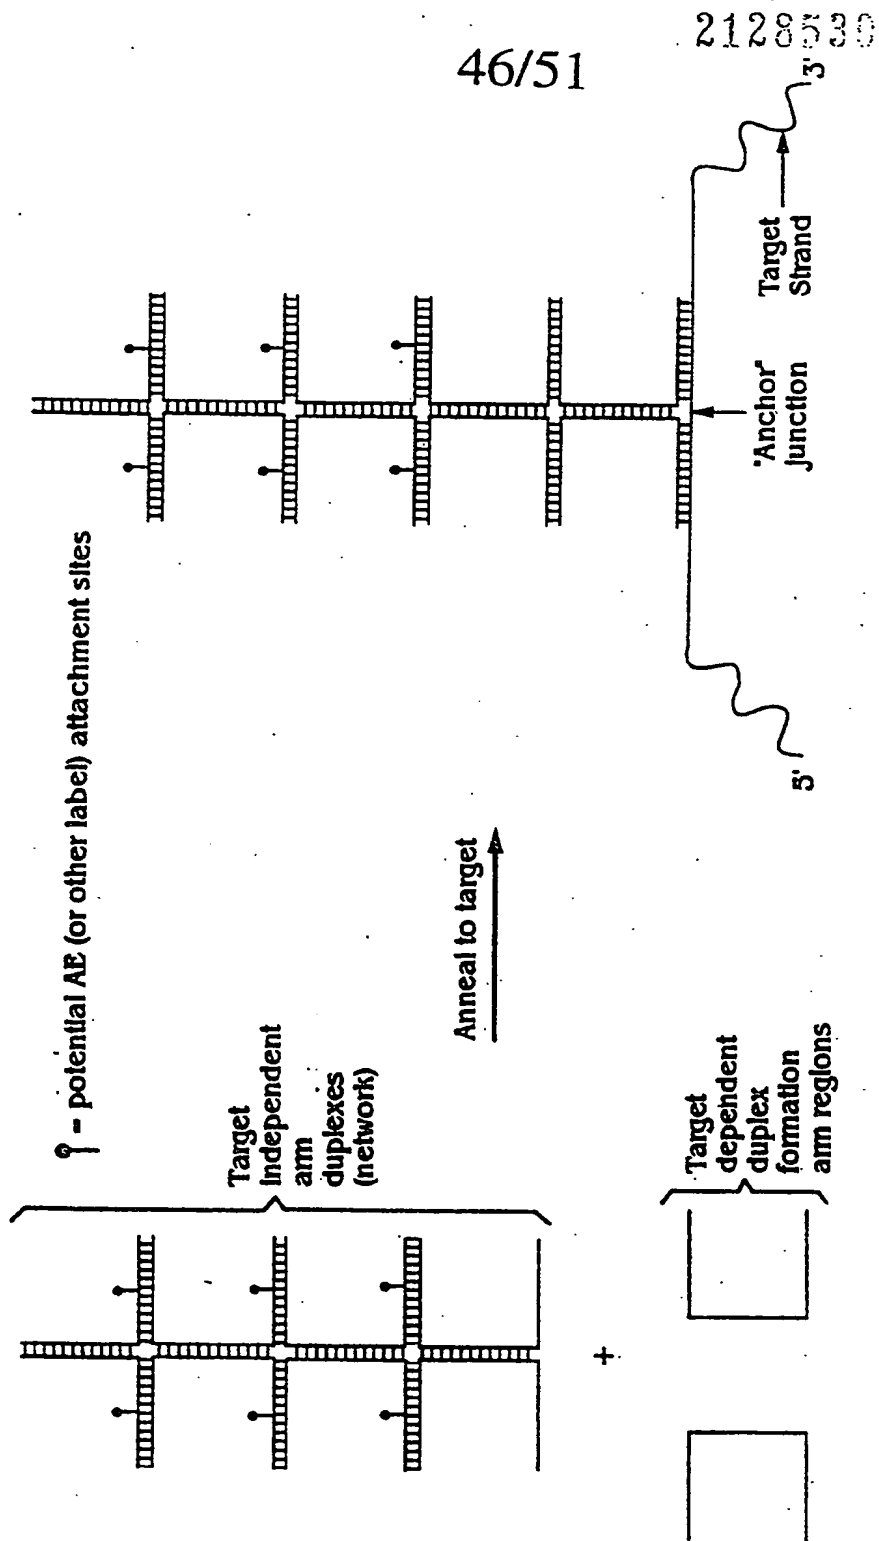 2128530
46/51
= potential AE (or other label) attachment sites
Target
independent
arm
duplexes
(network)
+
Target
dependent
duplex
formation
arm regions
Anneal to target
5'
"Anchor"
junction
Target
Strand
3'